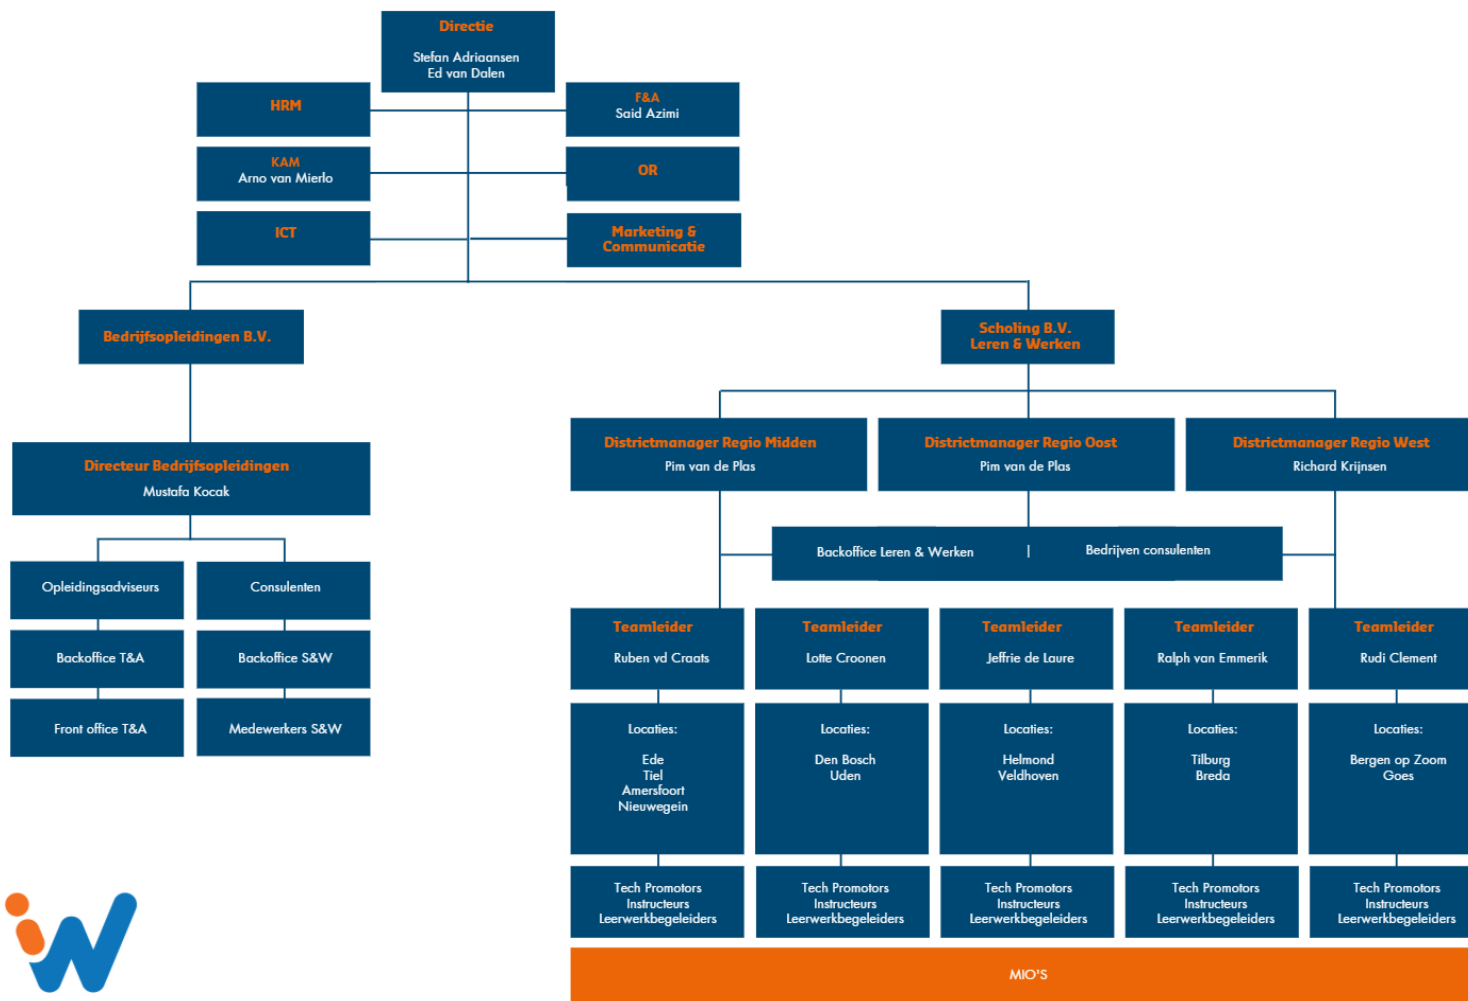 Directie
Stefan Adriaansen
Ed van Dalen
HRM
F&A
Said Azimi
KAM
Arno van Mierlo
OR
ICT
Marketing &
Communicatie
Bedrijfsopleidingen B.V.
Scholing B.V.
Leren & Werken
Directeur Bedrijfsopleidingen
Mustafa Kocak
Districtmanager Regio Midden
Pim van de Plas
Districtmanager Regio Oost
Pim van de Plas
Districtmanager Regio West
Richard Krijnsen
Backoffice Leren & Werken | Bedrijven consulenten
Opleidingsadviseurs
Consulenten
Backoffice T&A
Backoffice S&W
Front office T&A
Medewerkers S&W
Teamleider
Ruben vd Craats
Teamleider
Lotte Croonen
Teamleider
Jeffrie de Laure
Teamleider
Ralph van Emmerik
Teamleider
Rudi Clement
Locaties:
Ede
Tiel
Amersfoort
Nieuwegein
Locaties:
Den Bosch
Uden
Locaties:
Helmond
Veldhoven
Locaties:
Tilburg
Breda
Locaties:
Bergen op Zoom
Goes
Tech Promotors
Instructeurs
Leerwerkbegeleiders
Tech Promotors
Instructeurs
Leerwerkbegeleiders
Tech Promotors
Instructeurs
Leerwerkbegeleiders
Tech Promotors
Instructeurs
Leerwerkbegeleiders
Tech Promotors
Instructeurs
Leerwerkbegeleiders
MIO'S
iW